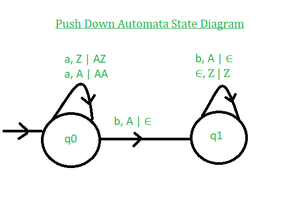 Push Down Automata State Diagram
a, Z | AZ
a, A | AA
b, A | ∈
∈, Z | Z
b, A | ∈
q0
q1